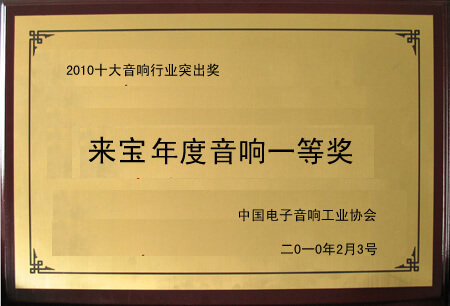 2010十大音响行业突出奖
来宝年度音响一等奖
中国电子音响工业协会
二0一0年2月3号